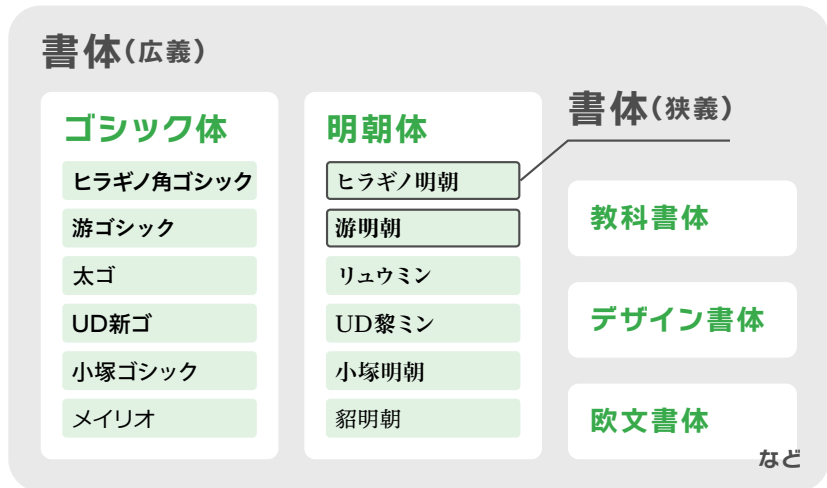 書体(広義)
ゴシック体
ヒラギノ角ゴシック
游ゴシック
太ゴ
UD新ゴ
小塚ゴシック
メイリオ
明朝体
ヒラギノ明朝
游明朝
リュウミン
UD黎ミン
小塚明朝
貂明朝
書体(狭義)
教科書体
デザイン書体
欧文書体
など